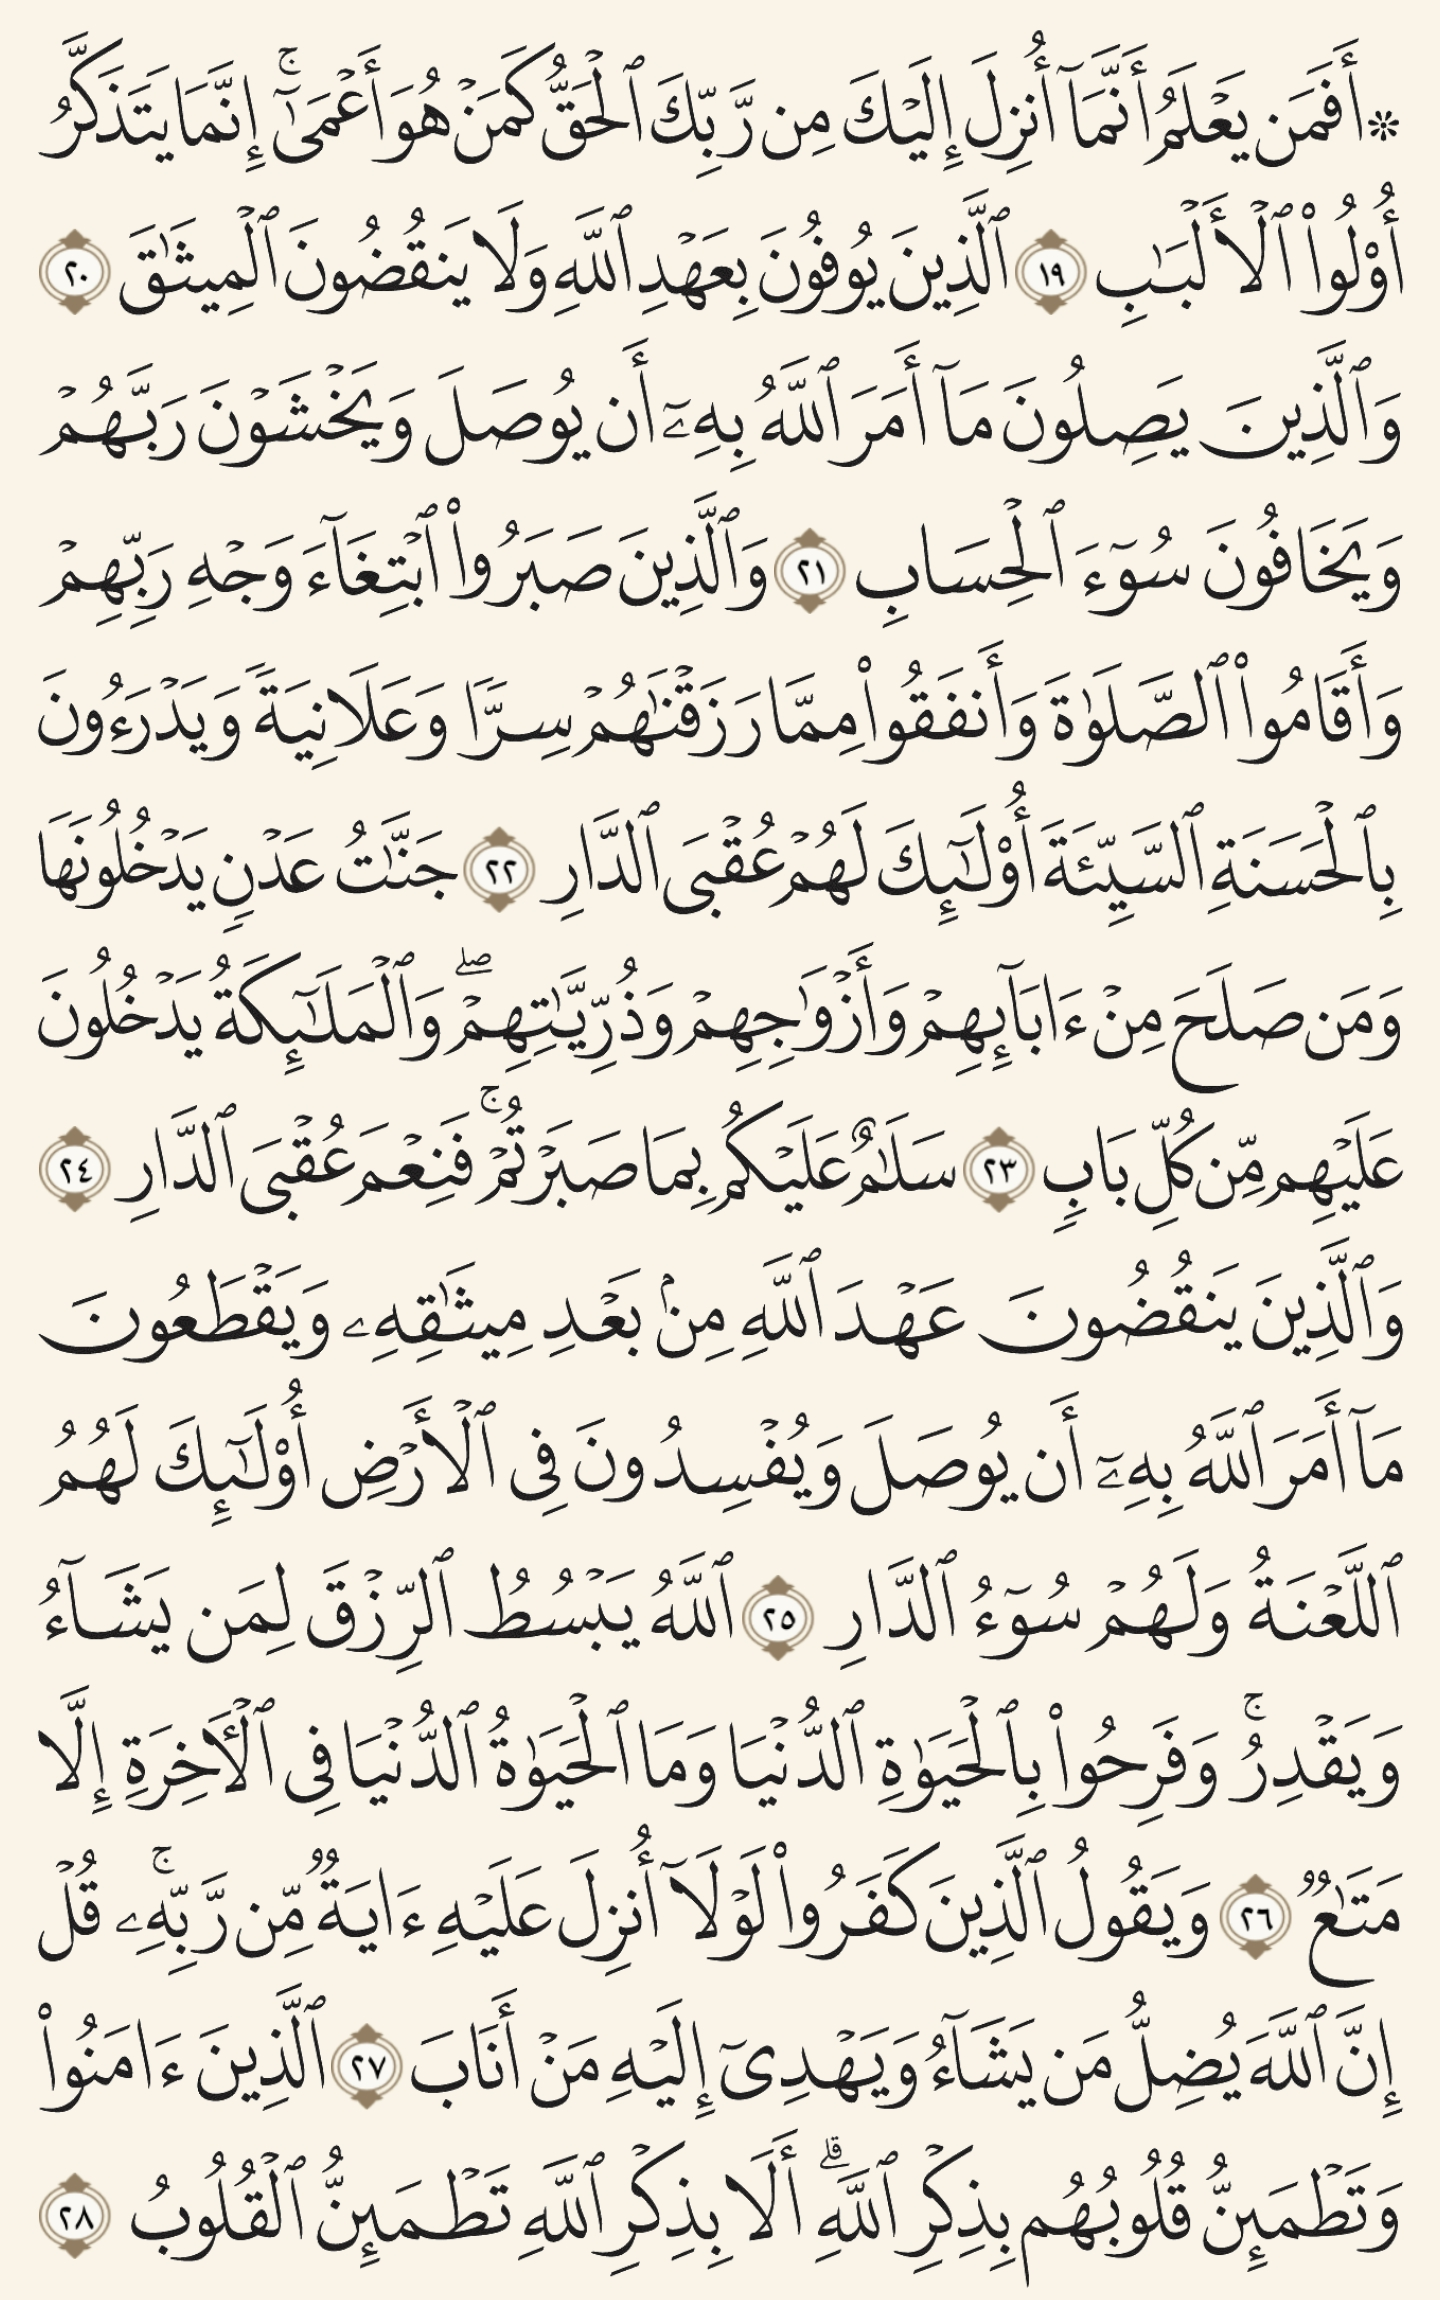 ۞ أَفَمَن يَعْلَمُ أَنَّمَآ أُنزِلَ إِلَيْكَ مِن رَّبِّكَ ٱلْحَقُّ كَمَنْ هُوَ أَعْمَىٰٓ ۚ إِنَّمَا يَتَذَكَّرُ
أُو۟لُوا۟ ٱلْأَلْبَـٰبِ ١٩ ٱلَّذِينَ يُوفُونَ بِعَهْدِ ٱللَّهِ وَلَا يَنقُضُونَ ٱلْمِيثَـٰقَ ٢٠
وَٱلَّذِينَ يَصِلُونَ مَآ أَمَرَ ٱللَّهُ بِهِۦٓ أَن يُوصَلَ وَيَخْشَوْنَ رَبَّهُمْ
وَيَخَافُونَ سُوٓءَ ٱلْحِسَابِ ٢١ وَٱلَّذِينَ صَبَرُوا۟ ٱبْتِغَآءَ وَجْهِ رَبِّهِمْ
وَأَقَامُوا۟ ٱلصَّلَوٰةَ وَأَنفَقُوا۟ مِمَّا رَزَقْنَـٰهُمْ سِرًّا وَعَلَانِيَةً وَيَدْرَءُونَ
بِٱلْحَسَنَةِ ٱلسَّيِّئَةَ أُو۟لَـٰٓئِكَ لَهُمْ عُقْبَى ٱلدَّارِ ٢٢ جَنَّـٰتُ عَدْنٍ يَدْخُلُونَهَا
وَمَن صَلَحَ مِنْ ءَابَآئِهِمْ وَأَزْوَٰجِهِمْ وَذُرِّيَّـٰتِهِمْ ۖ وَٱلْمَلَـٰٓئِكَةُ يَدْخُلُونَ
عَلَيْهِم مِّن كُلِّ بَابٍ ٢٣ سَلَـٰمٌ عَلَيْكُم بِمَا صَبَرْتُمْ ۚ فَنِعْمَ عُقْبَى ٱلدَّارِ ٢٤
وَٱلَّذِينَ يَنقُضُونَ عَهْدَ ٱللَّهِ مِنۢ بَعْدِ مِيثَـٰقِهِۦ وَيَقْطَعُونَ
مَآ أَمَرَ ٱللَّهُ بِهِۦٓ أَن يُوصَلَ وَيُفْسِدُونَ فِى ٱلْأَرْضِ أُو۟لَـٰٓئِكَ لَهُمُ
ٱللَّعْنَةُ وَلَهُمْ سُوٓءُ ٱلدَّارِ ٢٥ ٱللَّهُ يَبْسُطُ ٱلرِّزْقَ لِمَن يَشَآءُ
وَيَقْدِرُ ۚ وَفَرِحُوا۟ بِٱلْحَيَوٰةِ ٱلدُّنْيَا وَمَا ٱلْحَيَوٰةُ ٱلدُّنْيَا فِى ٱلْـَٔاخِرَةِ إِلَّا
مَتَـٰعٌ ٢٦ وَيَقُولُ ٱلَّذِينَ كَفَرُوا۟ لَوْلَآ أُنزِلَ عَلَيْهِ ءَايَةٌ مِّن رَّبِّهِۦ ۚ قُلْ
إِنَّ ٱللَّهَ يُضِلُّ مَن يَشَآءُ وَيَهْدِىٓ إِلَيْهِ مَنْ أَنَابَ ٢٧ ٱلَّذِينَ ءَامَنُوا۟
وَتَطْمَئِنُّ قُلُوبُهُم بِذِكْرِ ٱللَّهِ ۗ أَلَا بِذِكْرِ ٱللَّهِ تَطْمَئِنُّ ٱلْقُلُوبُ ٢٨